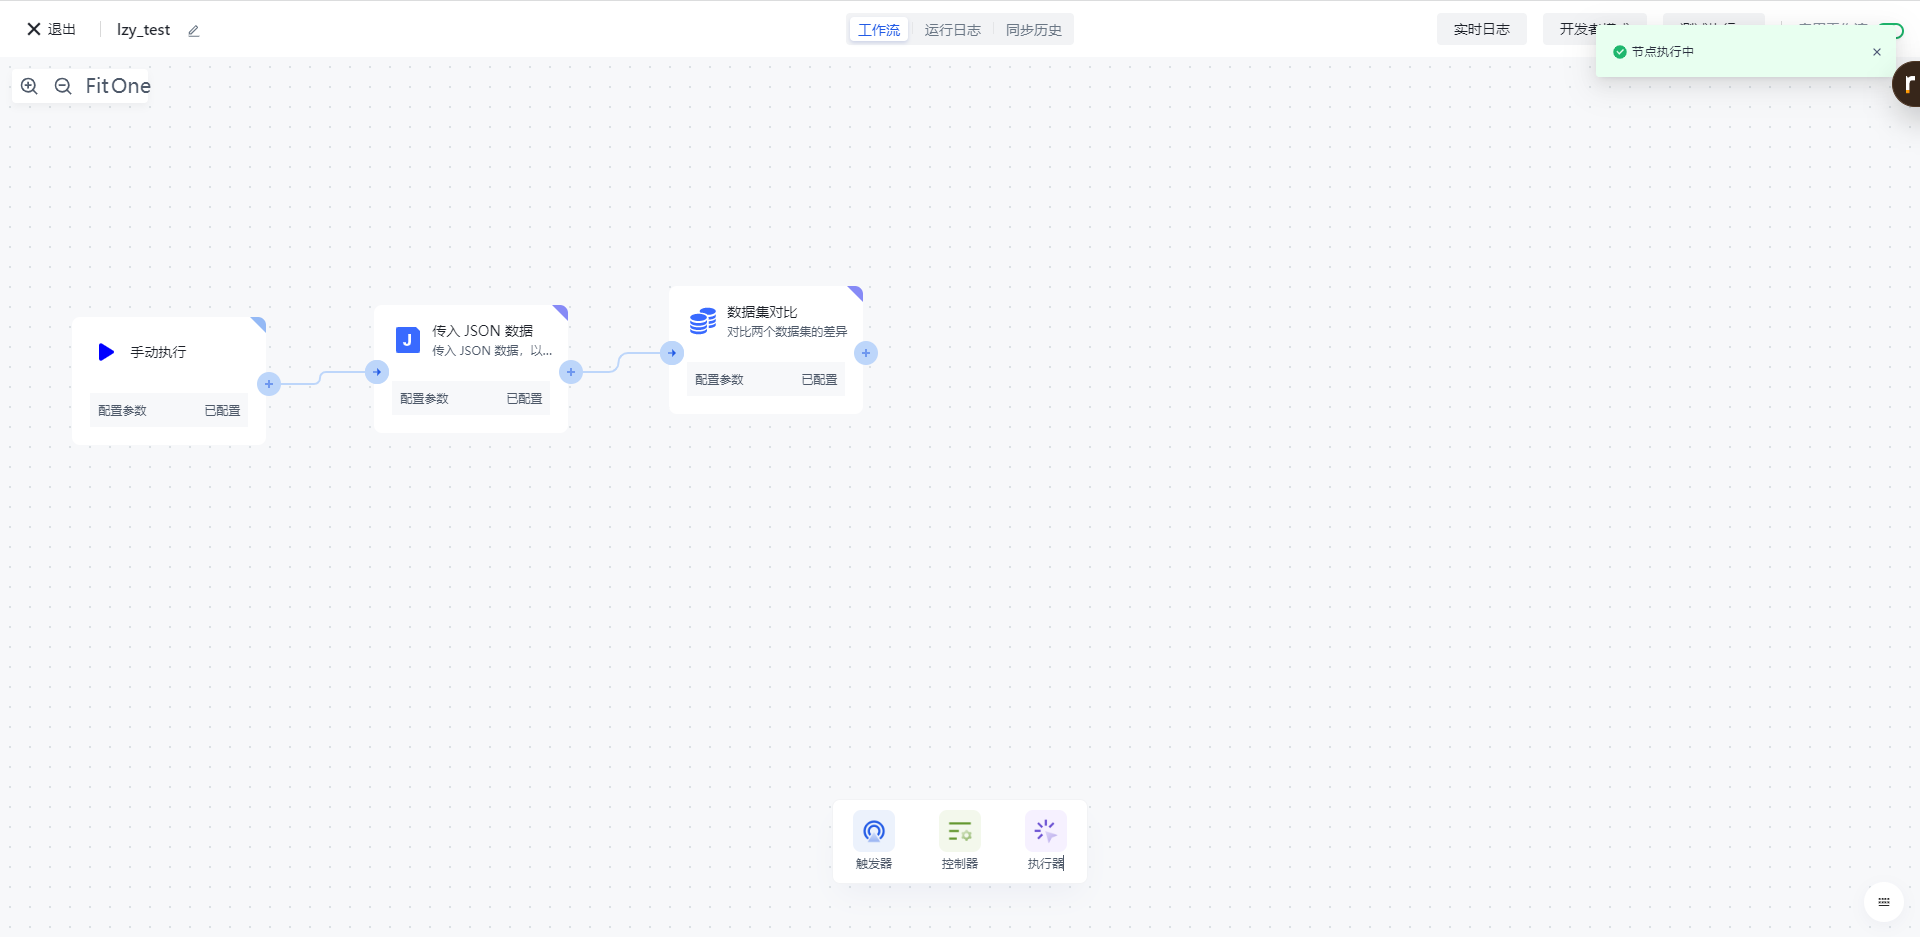 退出
lzy_test
工作流
运行日志
同步历史
实时日志
节点执行中
FitOne
手动执行
配置参数
已配置
传入 JSON 数据
传入 JSON 数据，以...
配置参数
已配置
数据集对比
对比两个数据集的差异
配置参数
已配置
触发器
控制器
执行器